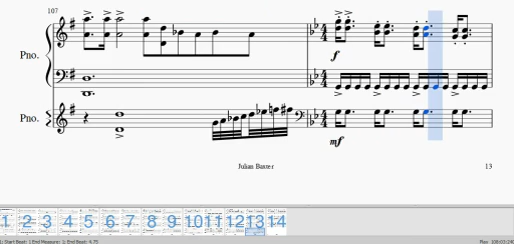 107
Pno.
f
Pno.
mf
Julian Baxter
13
1 2 3 4 5 6 7 8 9 10 11 12 13 14